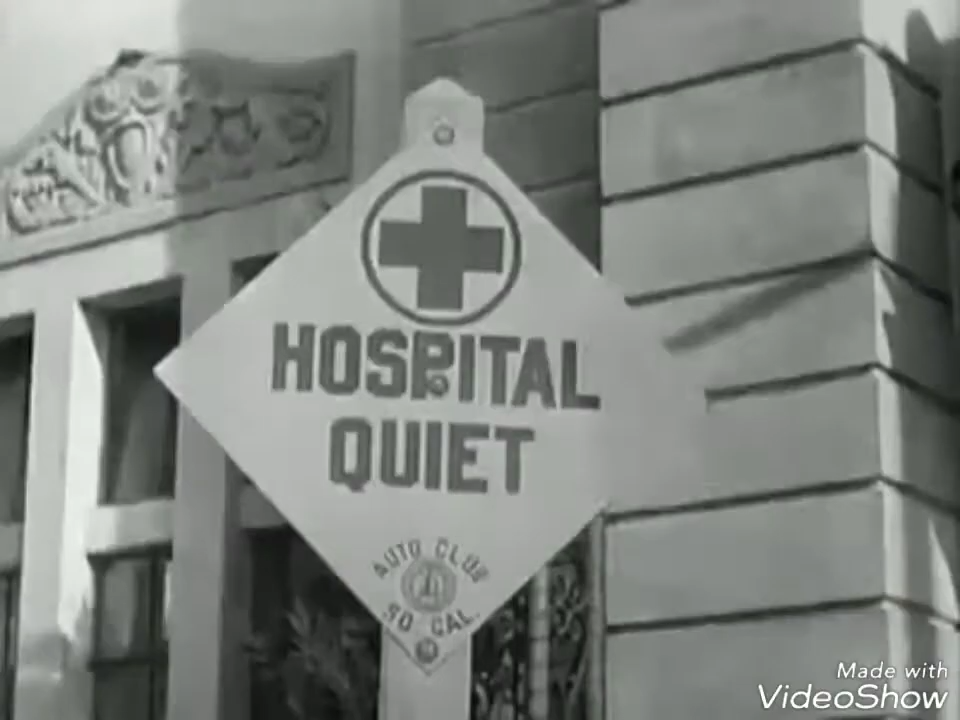 HOSPITAL
QUIET
AUTO CLUB
SO CAL.
Made with
VideoShow